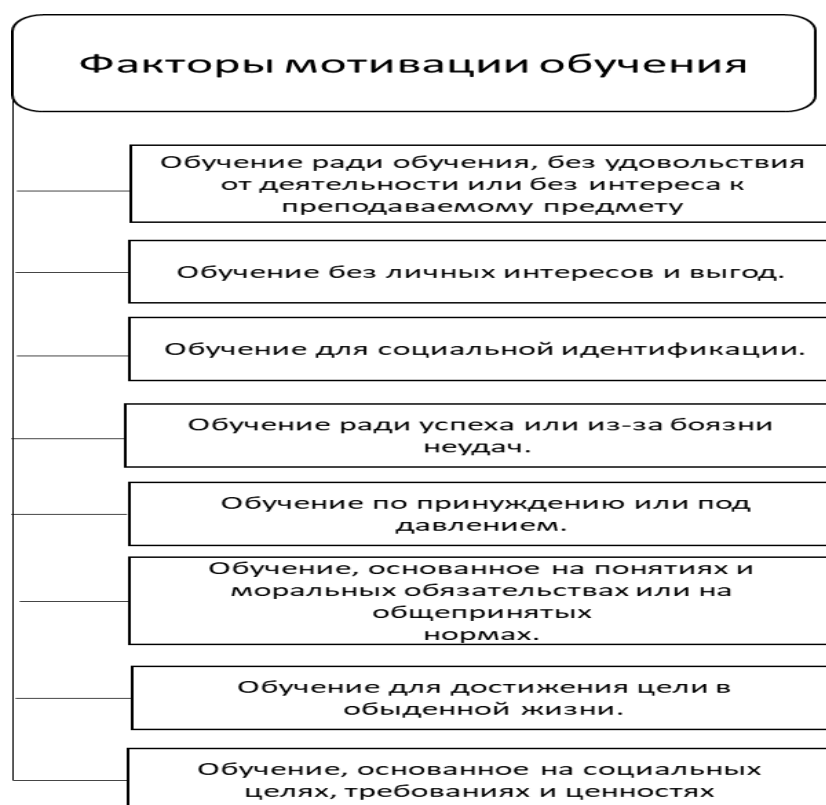 Факторы мотивации обучения
Обучение ради обучения, без удовольствия
от деятельности или без интереса к
преподаваемому предмету
Обучение без личных интересов и выгод.
Обучение для социальной идентификации.
Обучение ради успеха или из-за боязни
неудач.
Обучение по принуждению или под
давлением.
Обучение, основанное на понятиях и
моральных обязательствах или на
общепринятых
нормах.
Обучение для достижения цели в
обыденной жизни.
Обучение, основанное на социальных
целях, требованиях и ценностях